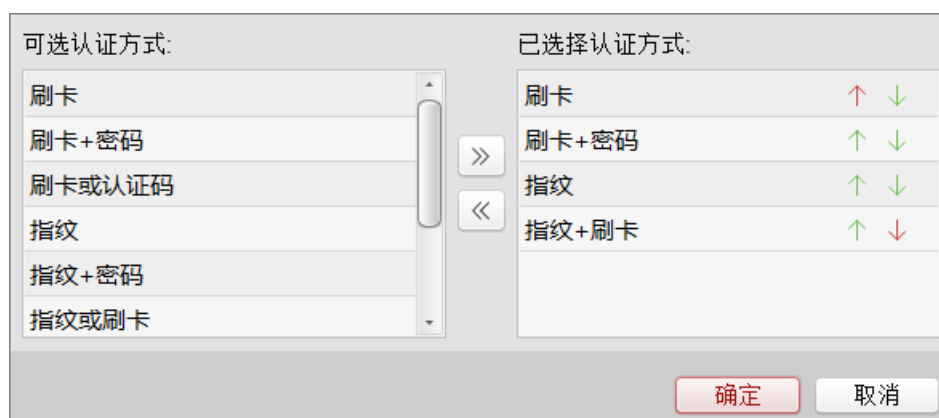 可选认证方式:
刷卡
刷卡+密码
刷卡或认证码
指纹
指纹+密码
指纹或刷卡
已选择认证方式:
刷卡
刷卡+密码
指纹
指纹+刷卡
确定
取消